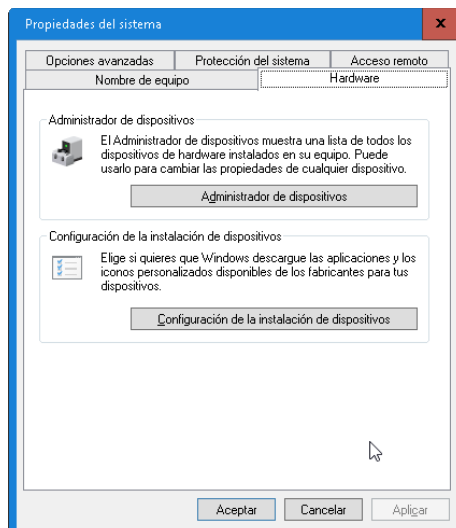 Propiedades del sistema
x
Opciones avanzadas Protección del sistema Acceso remoto
Nombre de equipo Hardware
Administrador de dispositivos
El Administrador de dispositivos muestra una lista de todos los
dispositivos de hardware instalados en su equipo. Puede
usarlo para cambiar las propiedades de cualquier dispositivo.
Administrador de dispositivos
Configuración de la instalación de dispositivos
Elige si quieres que Windows descargue las aplicaciones y los
iconos personalizados disponibles de los fabricantes para tus
dispositivos.
Configuración de la instalación de dispositivos
Aceptar Cancelar Aplicar